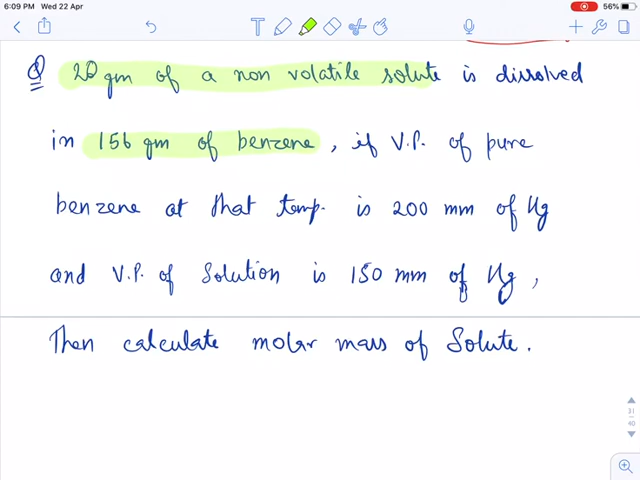 6:09 PM Wed 22 Apr
56%
T
Q 20 gm of a non volatile solute is dissolved
in 156 gm of benzene, if V.P. of pure
benzene at that temp. is 200 mm of Hg
and V.P. of Solution is 150 mm of Hg,
Then calculate molar mass of Solute.
31
40